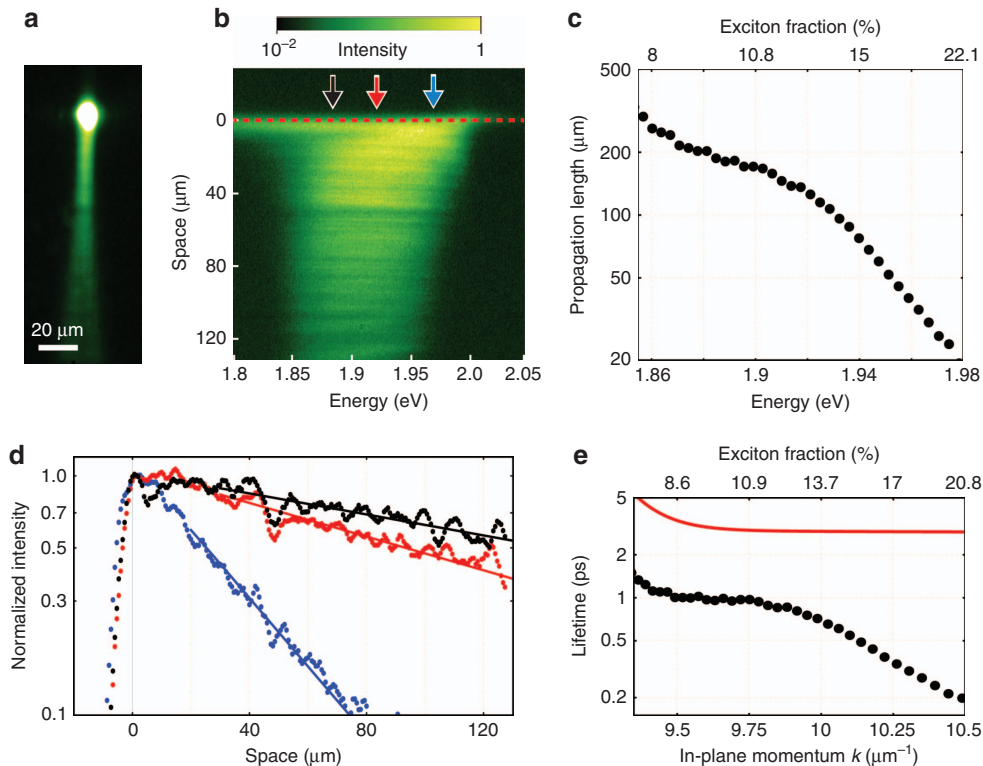 a
20 μm
b
10⁻² Intensity 1
0
40
80
120
Space (μm)
1.8 1.85 1.9 1.95 2.0 2.05
Energy (eV)
c
Exciton fraction (%)
8 10.8 15 22.1
500
200
100
50
20
Propagation length (μm)
1.86 1.9 1.94 1.98
Energy (eV)
d
1.0
0.7
0.5
0.3
0.1
Normalized intensity
0 40 80 120
Space (μm)
e
Exciton fraction (%)
8.6 10.9 13.7 17 20.8
5
2
1
0.5
0.2
Lifetime (ps)
9.5 9.75 10 10.25 10.5
In-plane momentum k (μm⁻¹)